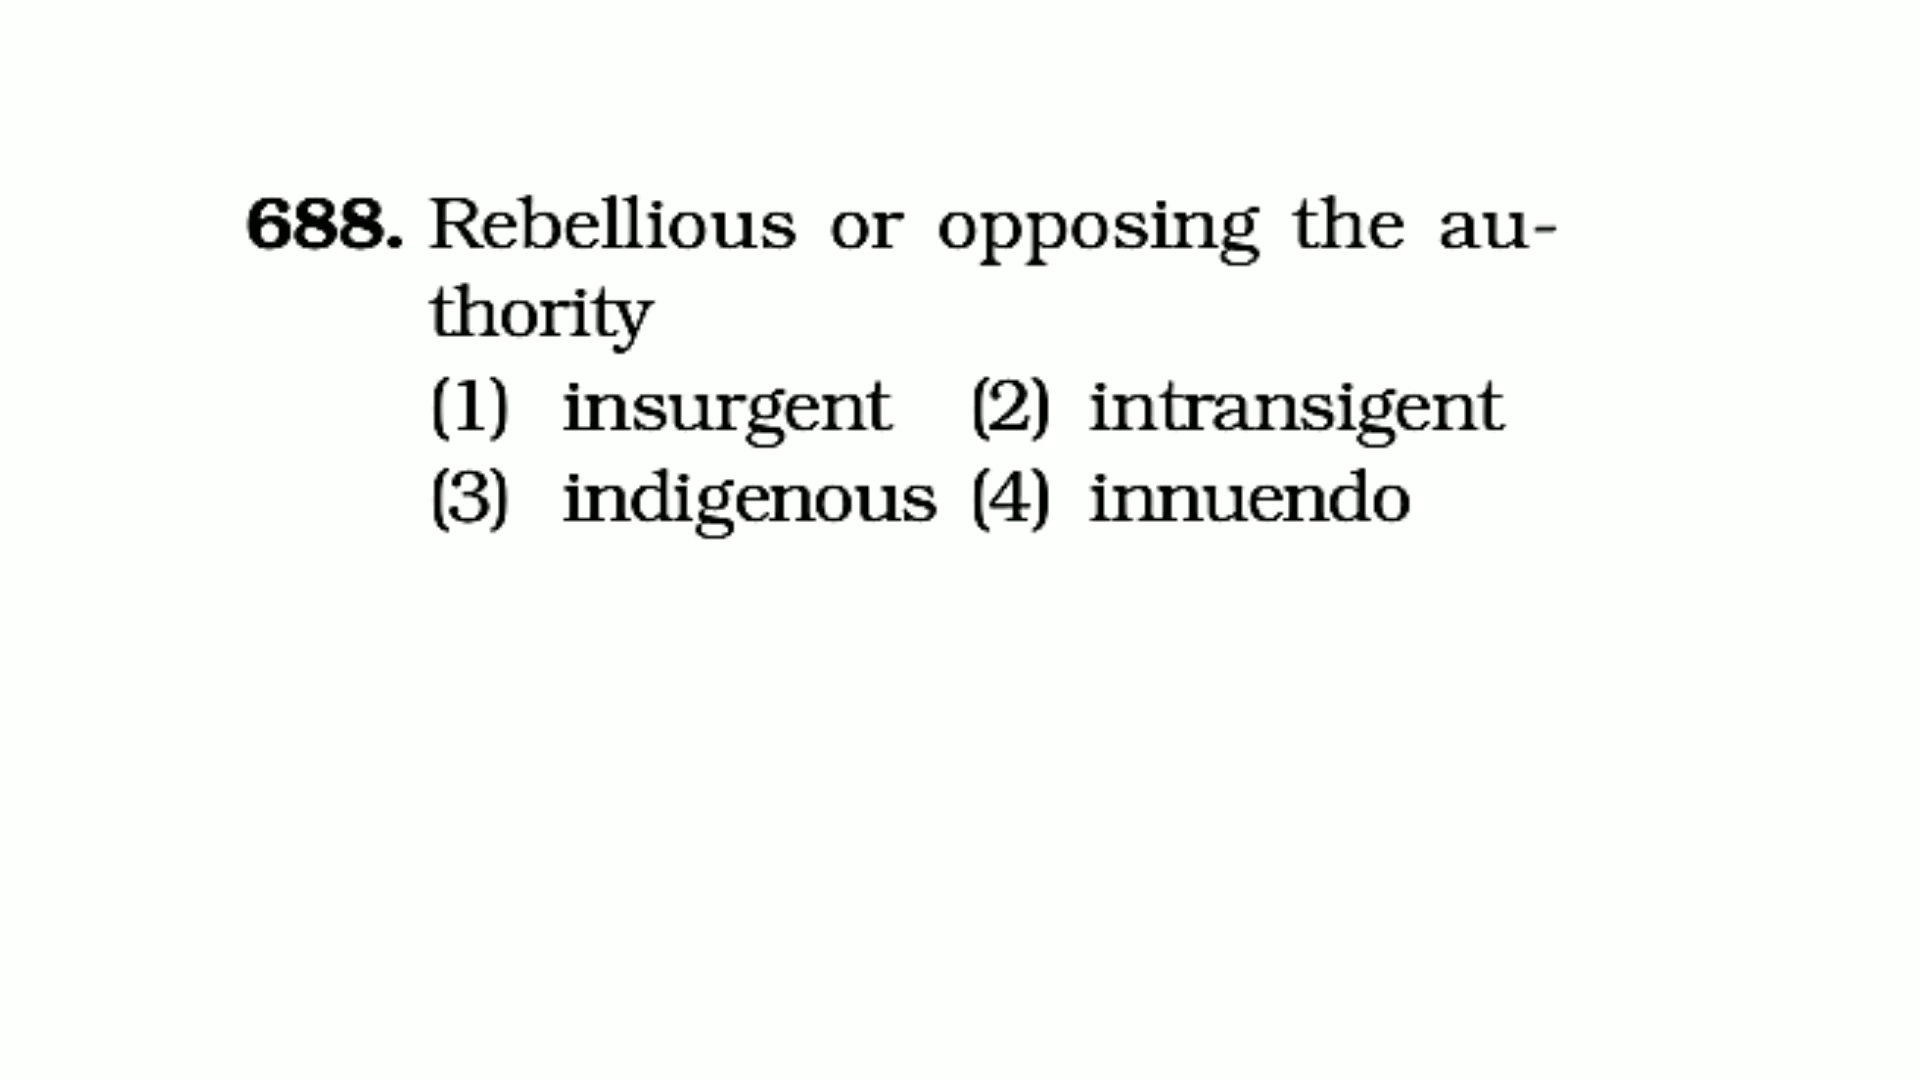 688. Rebellious or opposing the au-
thority
(1) insurgent (2) intransigent
(3) indigenous (4) innuendo